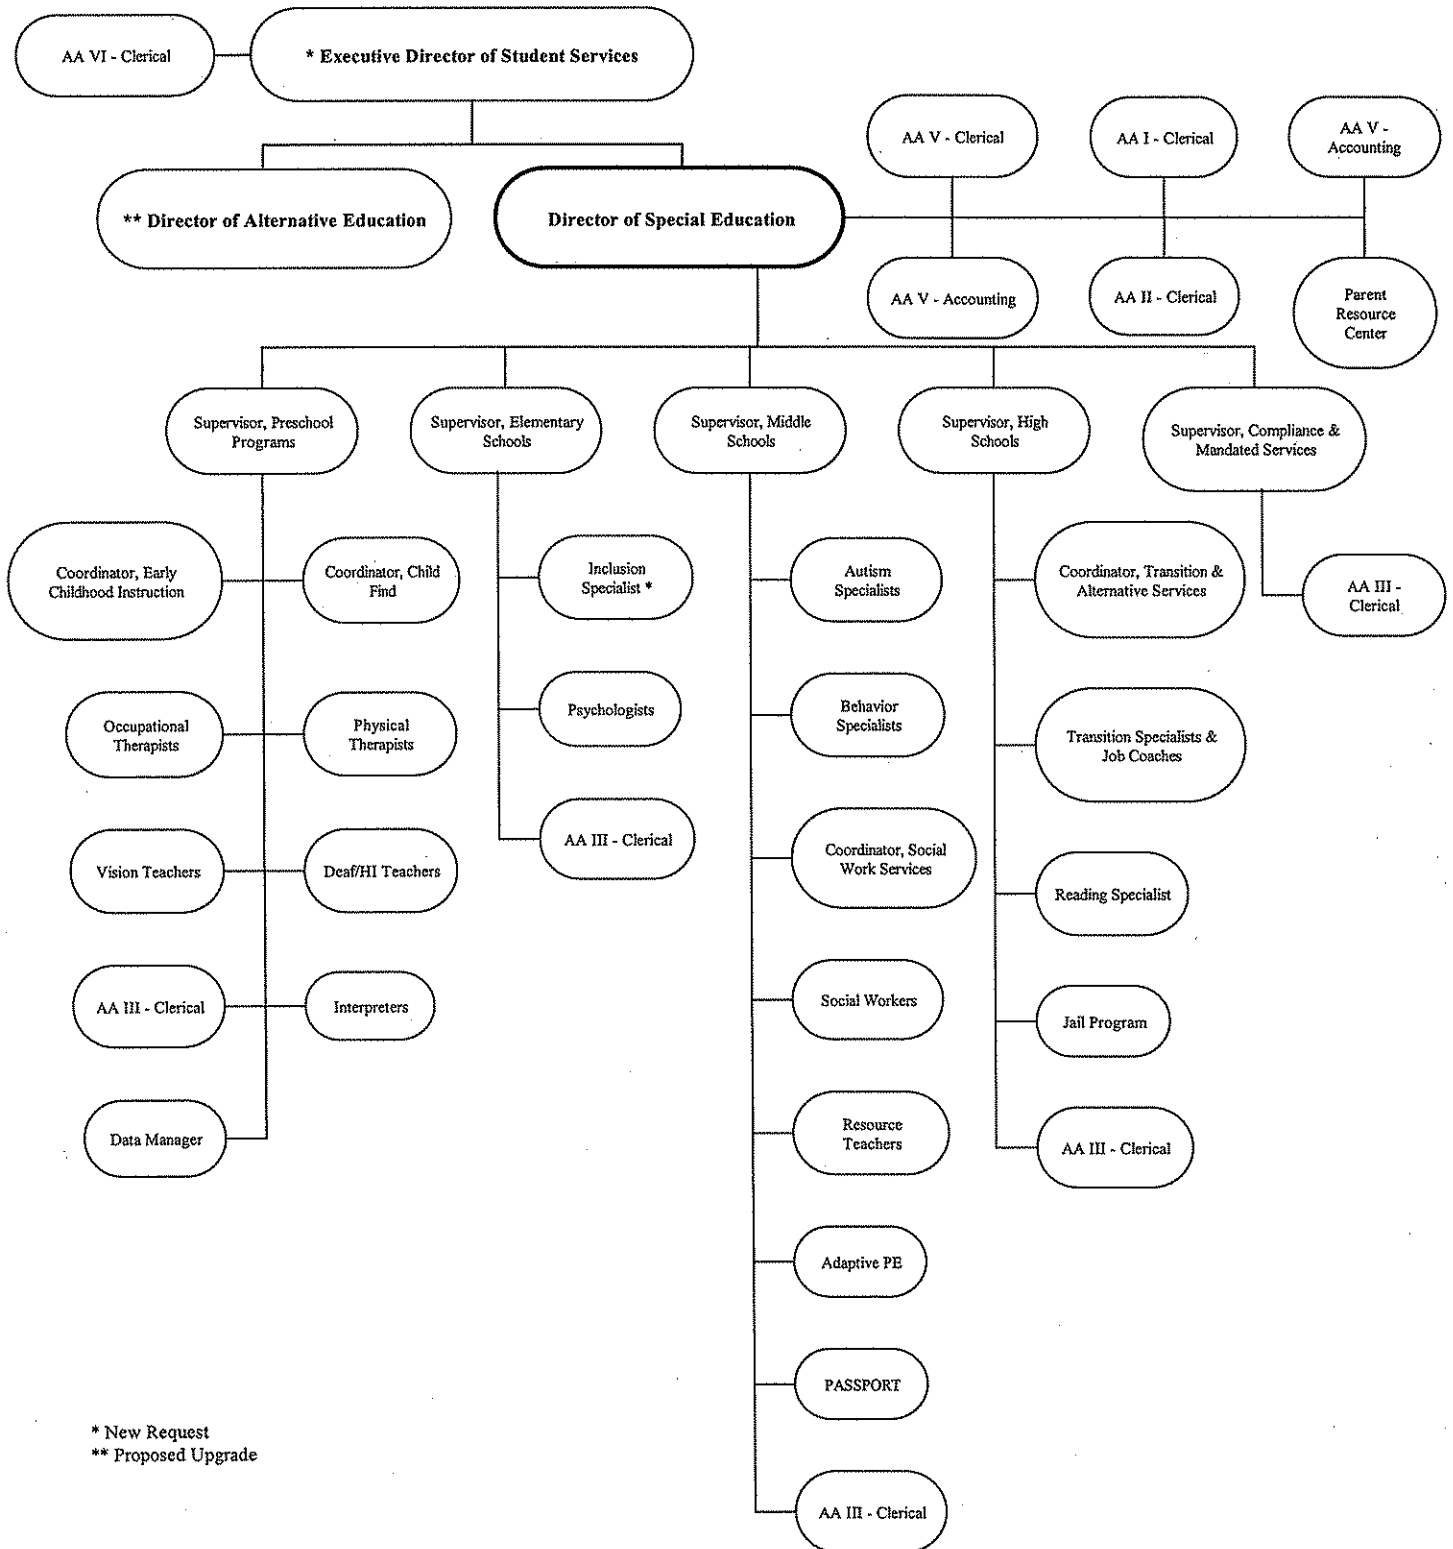 AA VI - Clerical
* Executive Director of Student Services
AA V - Clerical
AA I - Clerical
AA V -
Accounting
** Director of Alternative Education
Director of Special Education
AA V - Accounting
AA II - Clerical
Parent
Resource
Center
Supervisor, Preschool
Programs
Supervisor, Elementary
Schools
Supervisor, Middle
Schools
Supervisor, High
Schools
Supervisor, Compliance &
Mandated Services
Coordinator, Early
Childhood Instruction
Coordinator, Child
Find
Inclusion
Specialist *
Autism
Specialists
Coordinator, Transition &
Alternative Services
AA III -
Clerical
Occupational
Therapists
Physical
Therapists
Psychologists
Behavior
Specialists
Transition Specialists &
Job Coaches
Vision Teachers
Deaf/HI Teachers
AA III - Clerical
Coordinator, Social
Work Services
Reading Specialist
AA III - Clerical
Interpreters
Social Workers
Jail Program
Data Manager
Resource
Teachers
AA III - Clerical
Adaptive PE
PASSPORT
AA III - Clerical
* New Request
** Proposed Upgrade